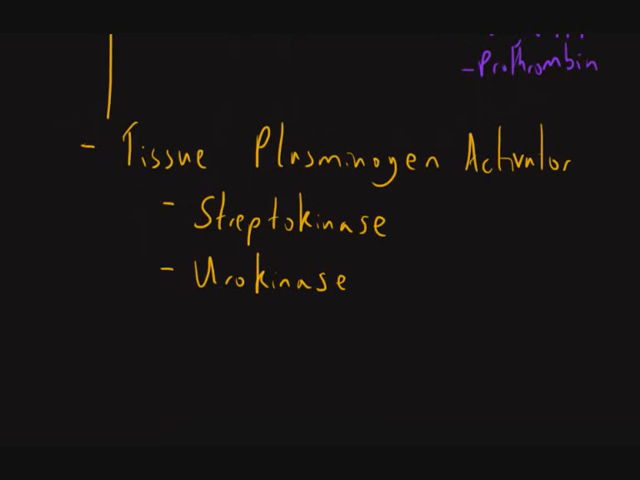 - Prothrombin
- Tissue Plasminogen Activator
- Streptokinase
- Urokinase